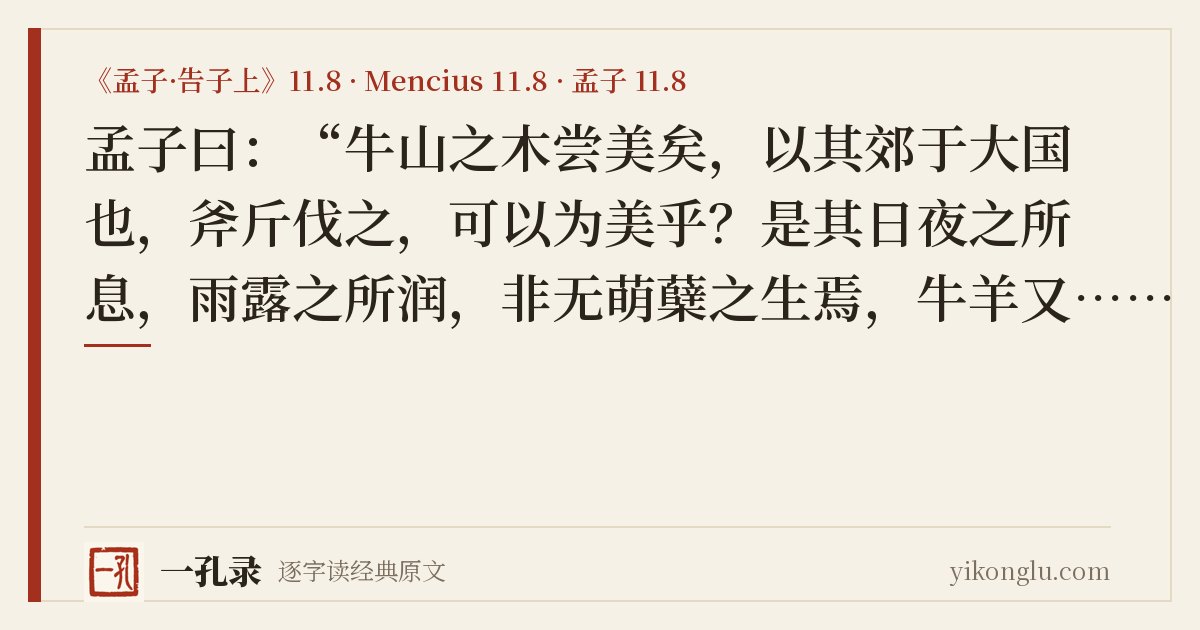 《孟子·告子上》11.8 · Mencius 11.8 · 孟子 11.8
孟子曰：“牛山之木尝美矣，以其郊于大国
也，斧斤伐之，可以为美乎？是其日夜之所
息，雨露之所润，非无萌蘖之生焉，牛羊又……
一孔
一孔录 逐字读经典原文
yikonglu.com